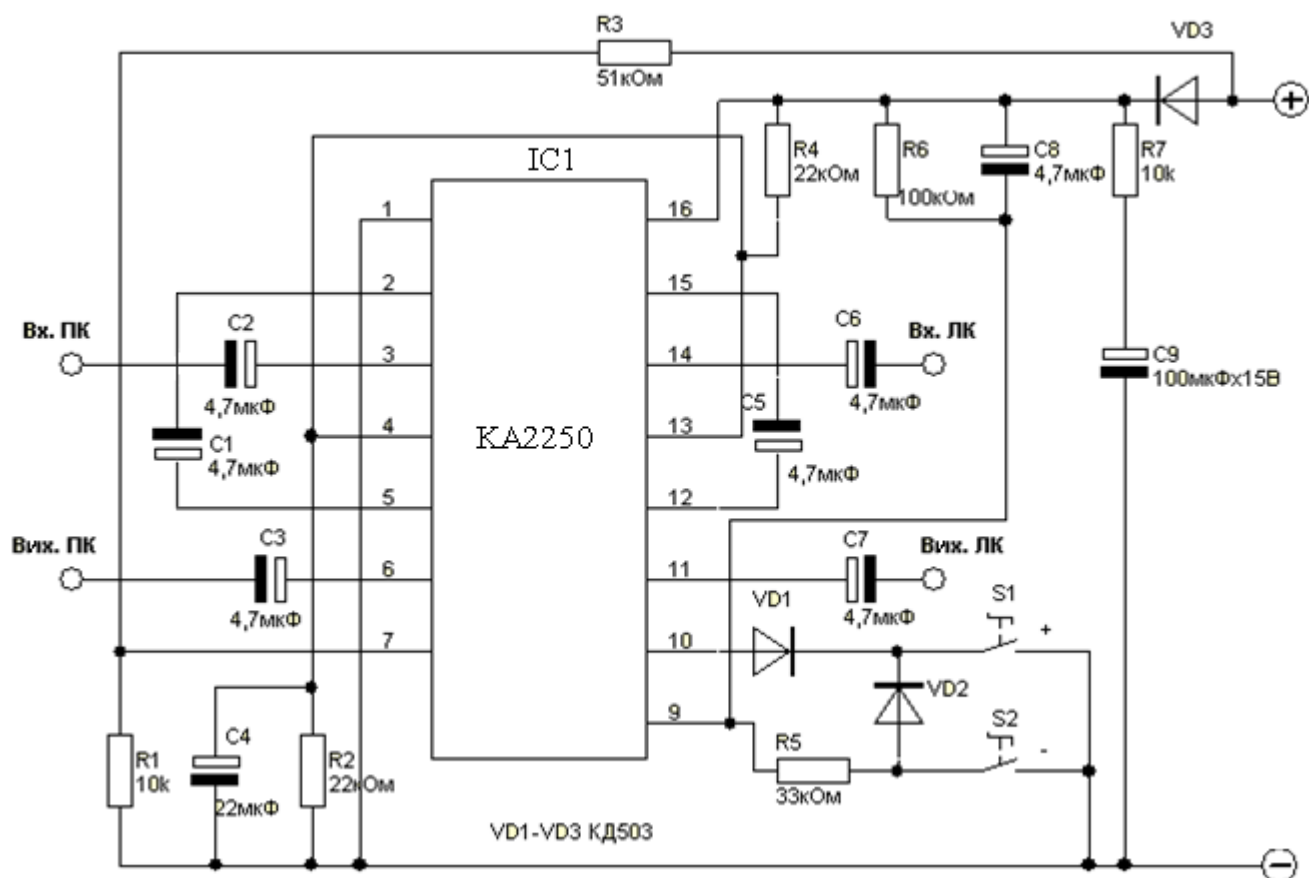 R3
51кОм
VD3
+
IC1
R4
22кОм
R6
100кОм
C8
4,7мкФ
R7
10k
1
16
2
15
Вх. ПК
C2
4,7мкФ
3
14
C6
4,7мкФ
Вх. ЛК
C9
100мкФх15В
C1
4,7мкФ
4
KA2250
13
C5
4,7мкФ
5
12
Вих. ПК
C3
4,7мкФ
6
11
C7
4,7мкФ
Вих. ЛК
7
10
VD1
S1
+
VD2
9
S2
-
R5
33кОм
R1
10k
C4
22мкФ
R2
22кОм
VD1-VD3 КД503
−